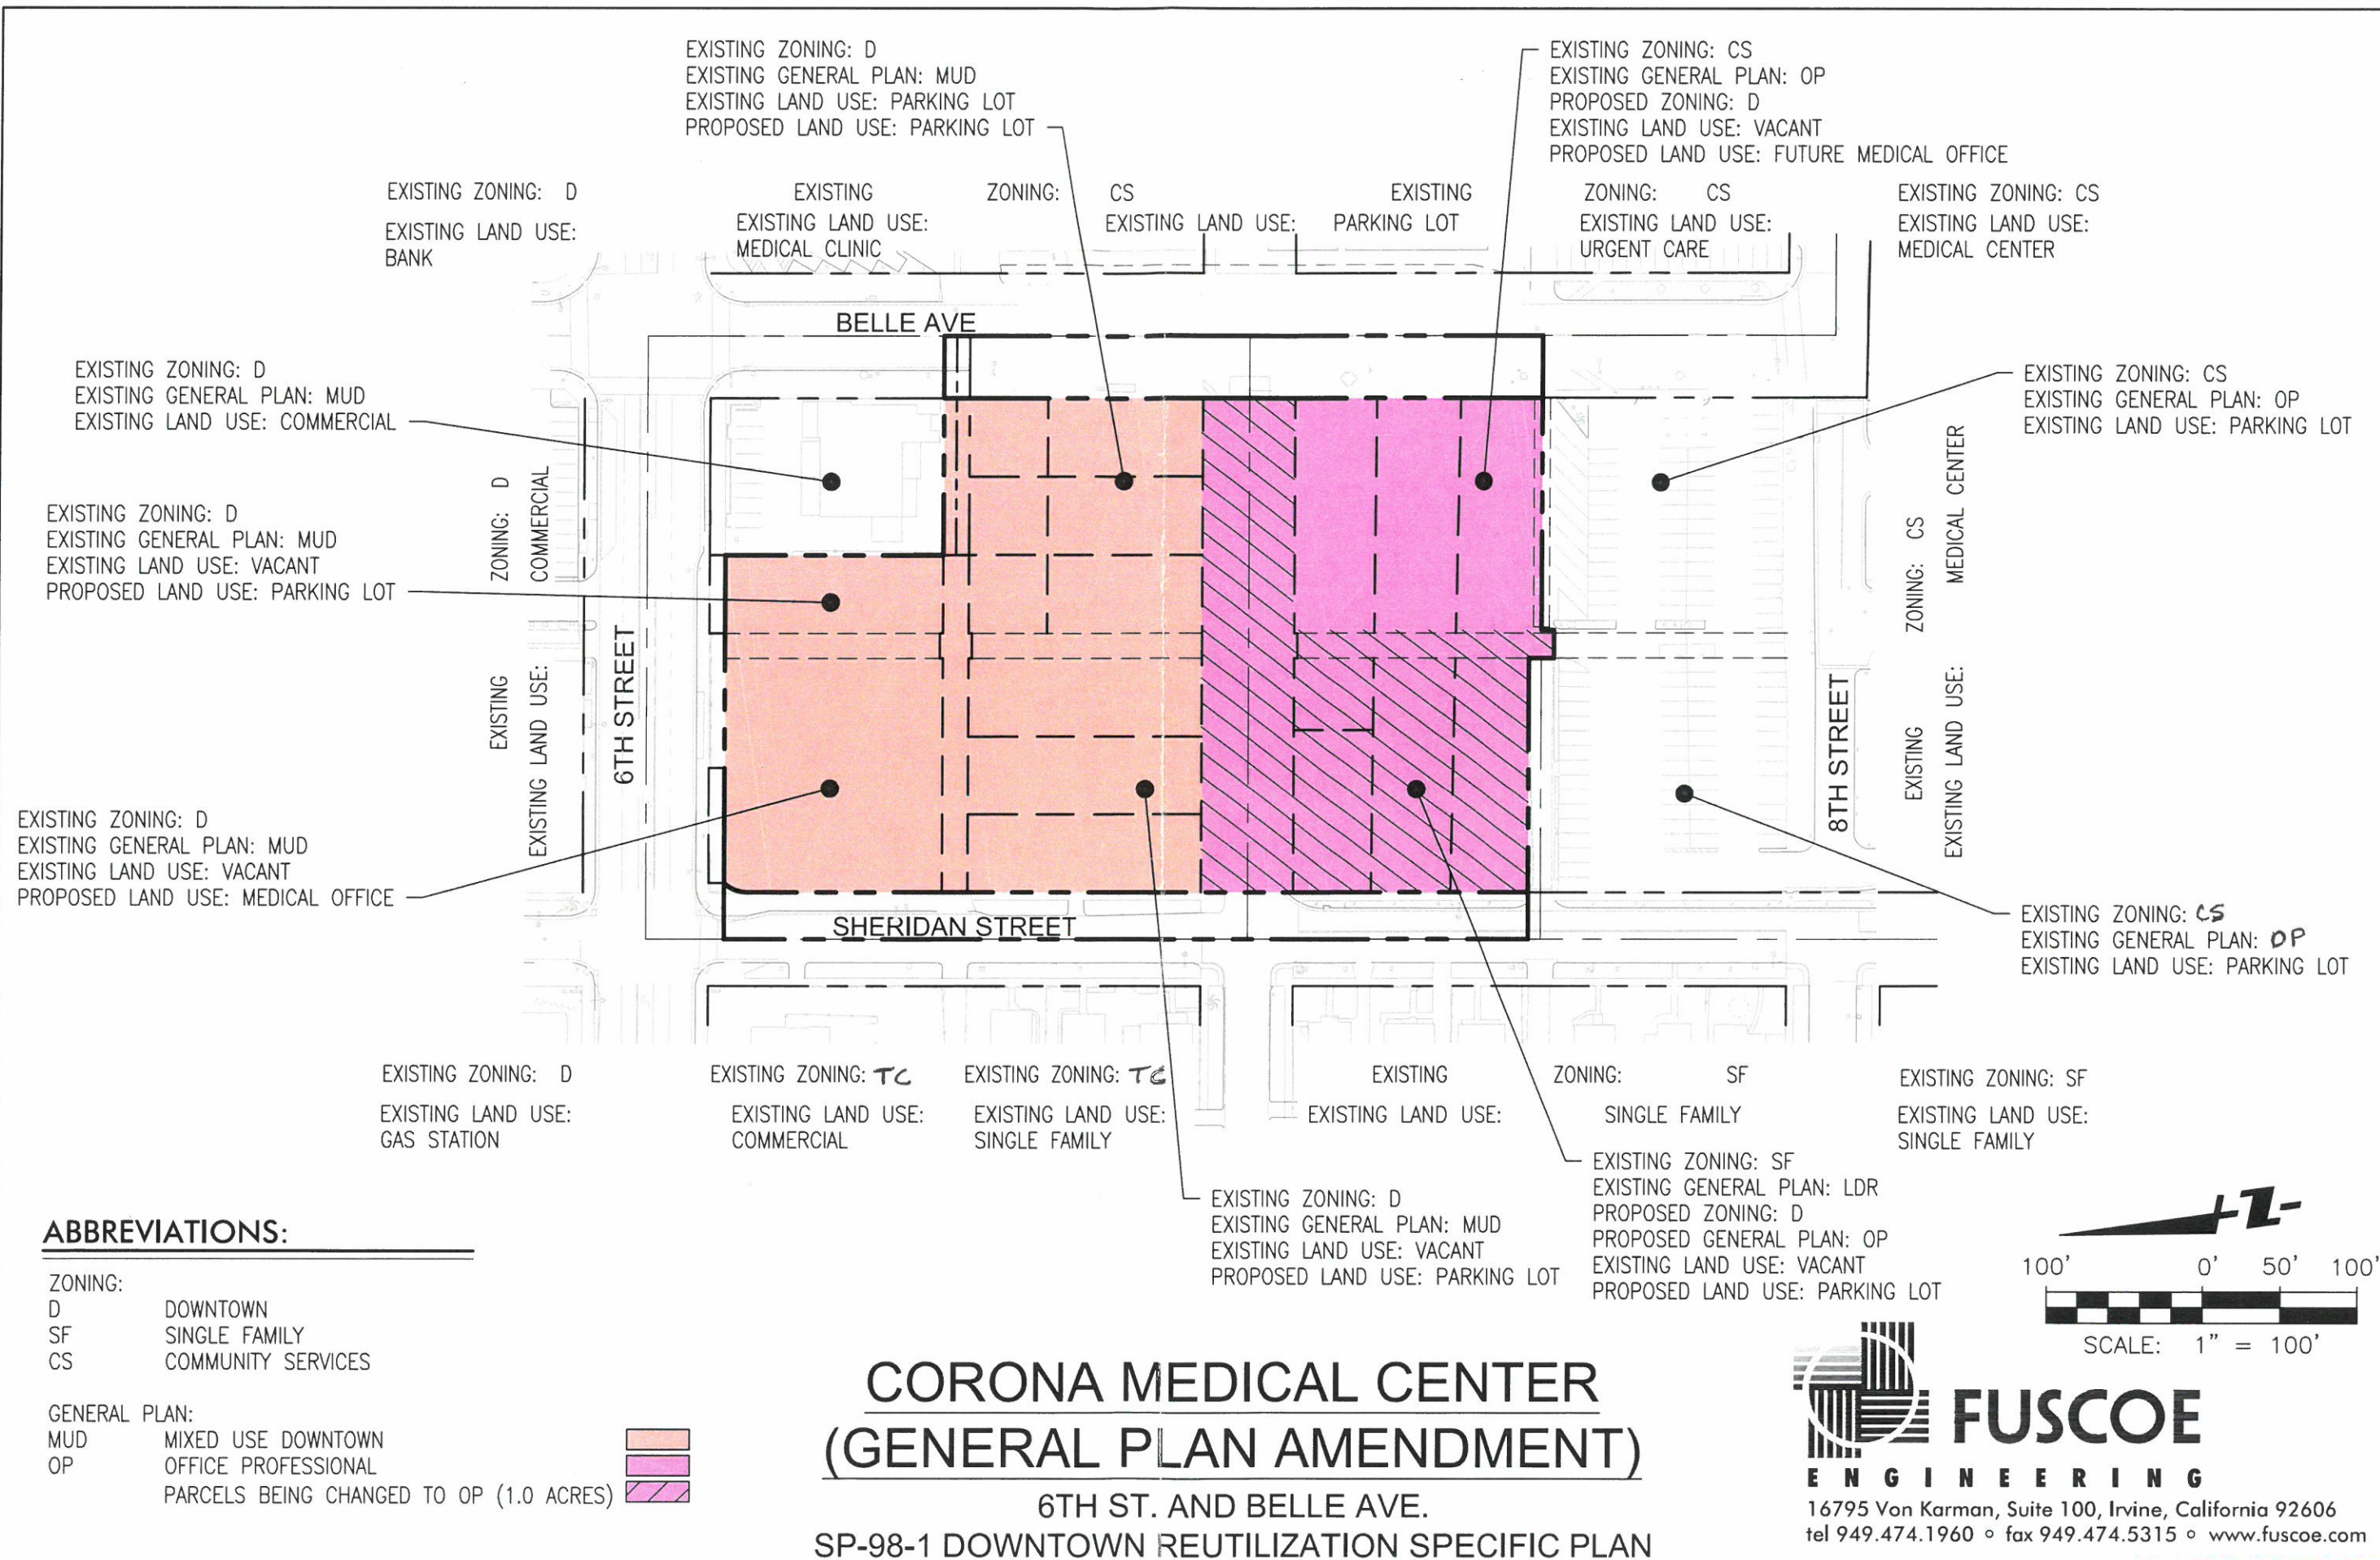 EXISTING ZONING: D
EXISTING GENERAL PLAN: MUD
EXISTING LAND USE: PARKING LOT
PROPOSED LAND USE: PARKING LOT
EXISTING ZONING: CS
EXISTING GENERAL PLAN: OP
PROPOSED ZONING: D
EXISTING LAND USE: VACANT
PROPOSED LAND USE: FUTURE MEDICAL OFFICE
EXISTING ZONING: D
EXISTING LAND USE:
BANK
EXISTING ZONING: CS
EXISTING LAND USE:
MEDICAL CLINIC
EXISTING LAND USE: PARKING LOT
EXISTING ZONING: CS
EXISTING LAND USE:
URGENT CARE
EXISTING ZONING: CS
EXISTING LAND USE:
MEDICAL CENTER
BELLE AVE
EXISTING ZONING: D
EXISTING GENERAL PLAN: MUD
EXISTING LAND USE: COMMERCIAL
EXISTING ZONING: D
EXISTING GENERAL PLAN: MUD
EXISTING LAND USE: VACANT
PROPOSED LAND USE: PARKING LOT
EXISTING ZONING: D
EXISTING GENERAL PLAN: MUD
EXISTING LAND USE: VACANT
PROPOSED LAND USE: MEDICAL OFFICE
EXISTING ZONING: D
EXISTING LAND USE: COMMERCIAL
6TH STREET
EXISTING ZONING: CS
EXISTING GENERAL PLAN: OP
EXISTING LAND USE: PARKING LOT
8TH STREET
EXISTING ZONING: CS
EXISTING LAND USE: MEDICAL CENTER
EXISTING ZONING: CS
EXISTING GENERAL PLAN: OP
EXISTING LAND USE: PARKING LOT
SHERIDAN STREET
EXISTING ZONING: D
EXISTING LAND USE:
GAS STATION
EXISTING ZONING: TC
EXISTING LAND USE:
COMMERCIAL
EXISTING ZONING: TC
EXISTING LAND USE:
SINGLE FAMILY
EXISTING ZONING: SF
EXISTING LAND USE: SINGLE FAMILY
EXISTING ZONING: SF
EXISTING LAND USE:
SINGLE FAMILY
EXISTING ZONING: D
EXISTING GENERAL PLAN: MUD
EXISTING LAND USE: VACANT
PROPOSED LAND USE: PARKING LOT
EXISTING ZONING: SF
EXISTING GENERAL PLAN: LDR
PROPOSED ZONING: D
PROPOSED GENERAL PLAN: OP
EXISTING LAND USE: VACANT
PROPOSED LAND USE: PARKING LOT
ABBREVIATIONS:
ZONING:
D DOWNTOWN
SF SINGLE FAMILY
CS COMMUNITY SERVICES
GENERAL PLAN:
MUD MIXED USE DOWNTOWN
OP OFFICE PROFESSIONAL
PARCELS BEING CHANGED TO OP (1.0 ACRES)
CORONA MEDICAL CENTER
(GENERAL PLAN AMENDMENT)
6TH ST. AND BELLE AVE.
SP-98-1 DOWNTOWN REUTILIZATION SPECIFIC PLAN
Z
100' 0' 50' 100'
SCALE: 1" = 100'
FUSCOE
ENGINEERING
16795 Von Karman, Suite 100, Irvine, California 92606
tel 949.474.1960 ∘ fax 949.474.5315 ∘ www.fuscoe.com